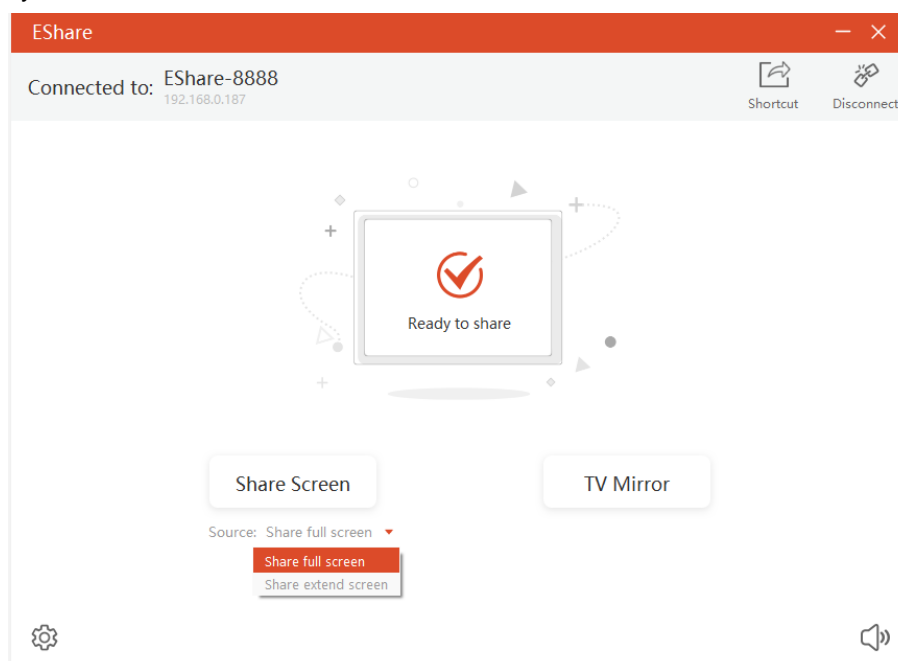 EShare
Connected to: EShare-8888
192.168.0.187
Shortcut
Disconnect
Ready to share
Share Screen
TV Mirror
Source: Share full screen
Share full screen
Share extend screen